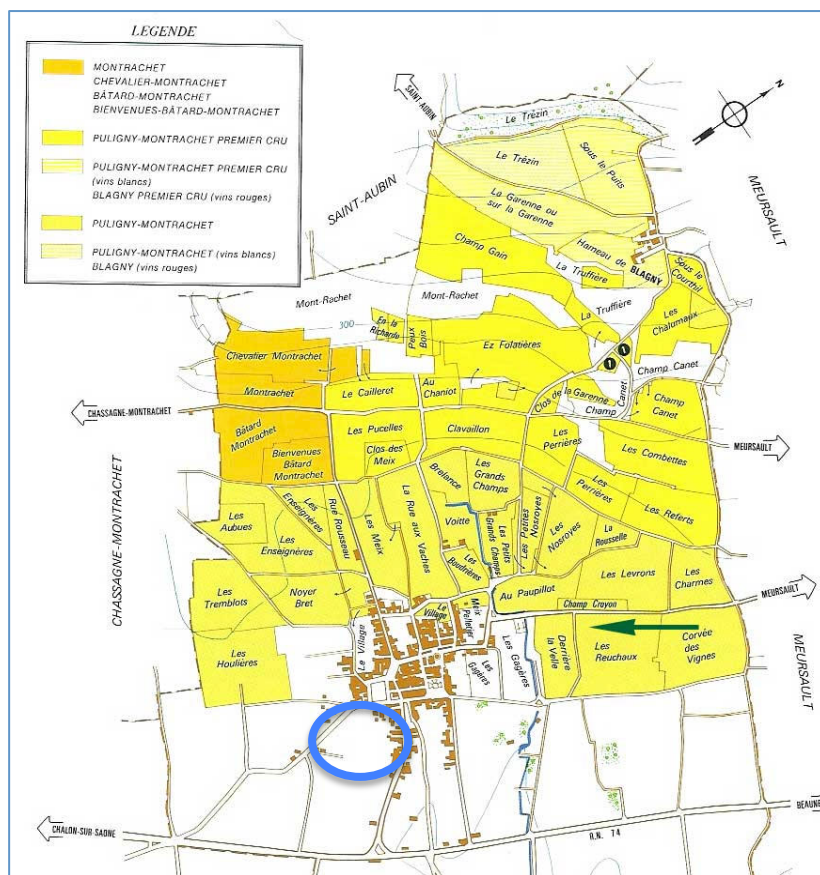 LEGENDE
MONTRACHET
CHEVALIER-MONTRACHET
BÂTARD-MONTRACHET
BIENVENUES-BÂTARD-MONTRACHET
PULIGNY-MONTRACHET PREMIER CRU
PULIGNY-MONTRACHET PREMIER CRU
(vins blancs)
BLAGNY PREMIER CRU (vins rouges)
PULIGNY-MONTRACHET
PULIGNY-MONTRACHET (vins blancs)
BLAGNY (vins rouges)
SAINT-AUBIN
N
Le Trézin
Le Trézin
Sous le Puits
SAINT-AUBIN
MEURSAULT
La Garenne ou
sur la Garenne
Champ Gain
Hameau de
BLAGNY
La Truffière
Sous le
Courthil
Mont-Rachet
Mont-Rachet
La Truffière
Les
Chalumaux
300
En la
Richarde
Peux
Bois
Ez Folatières
1
1
Champ Canet
Chevalier Montrachet
Montrachet
Le Cailleret
Au
Chaniot
Clos de la Garenne
Champ
Canet
Champ
Canet
CHASSAGNE-MONTRACHET
Bâtard
Montrachet
Les Pucelles
Clavaillon
Les
Perrières
Les Combettes
MEURSAULT
Bienvenues
Bâtard
Montrachet
Clos des
Meix
Brelance
Les
Grands
Champs
Les
Perrières
Les Referts
CHASSAGNE-MONTRACHET
Les
Aubues
Les
Enseignères
Les
Enseignères
Rue Rousseau
Les Meix
La Rue aux Vaches
Voitte
Les Petits
Grands Champs
Les Petites
Nosroyes
Les
Nosroyes
La
Rousselle
Les
Boudrières
Les
Tremblots
Noyer
Bret
Au Paupillot
Les Levrons
Les
Charmes
MEURSAULT
Le
Village
Meix
Pelletier
Champ Croyon
Les
Houlières
Le Village
Les
Gagères
Les Gagères
Derrière
la Velle
Les
Reuchaux
Corvée
des
Vignes
MEURSAULT
CHALON-SUR-SAONE
R.N. 74
BEAUNE